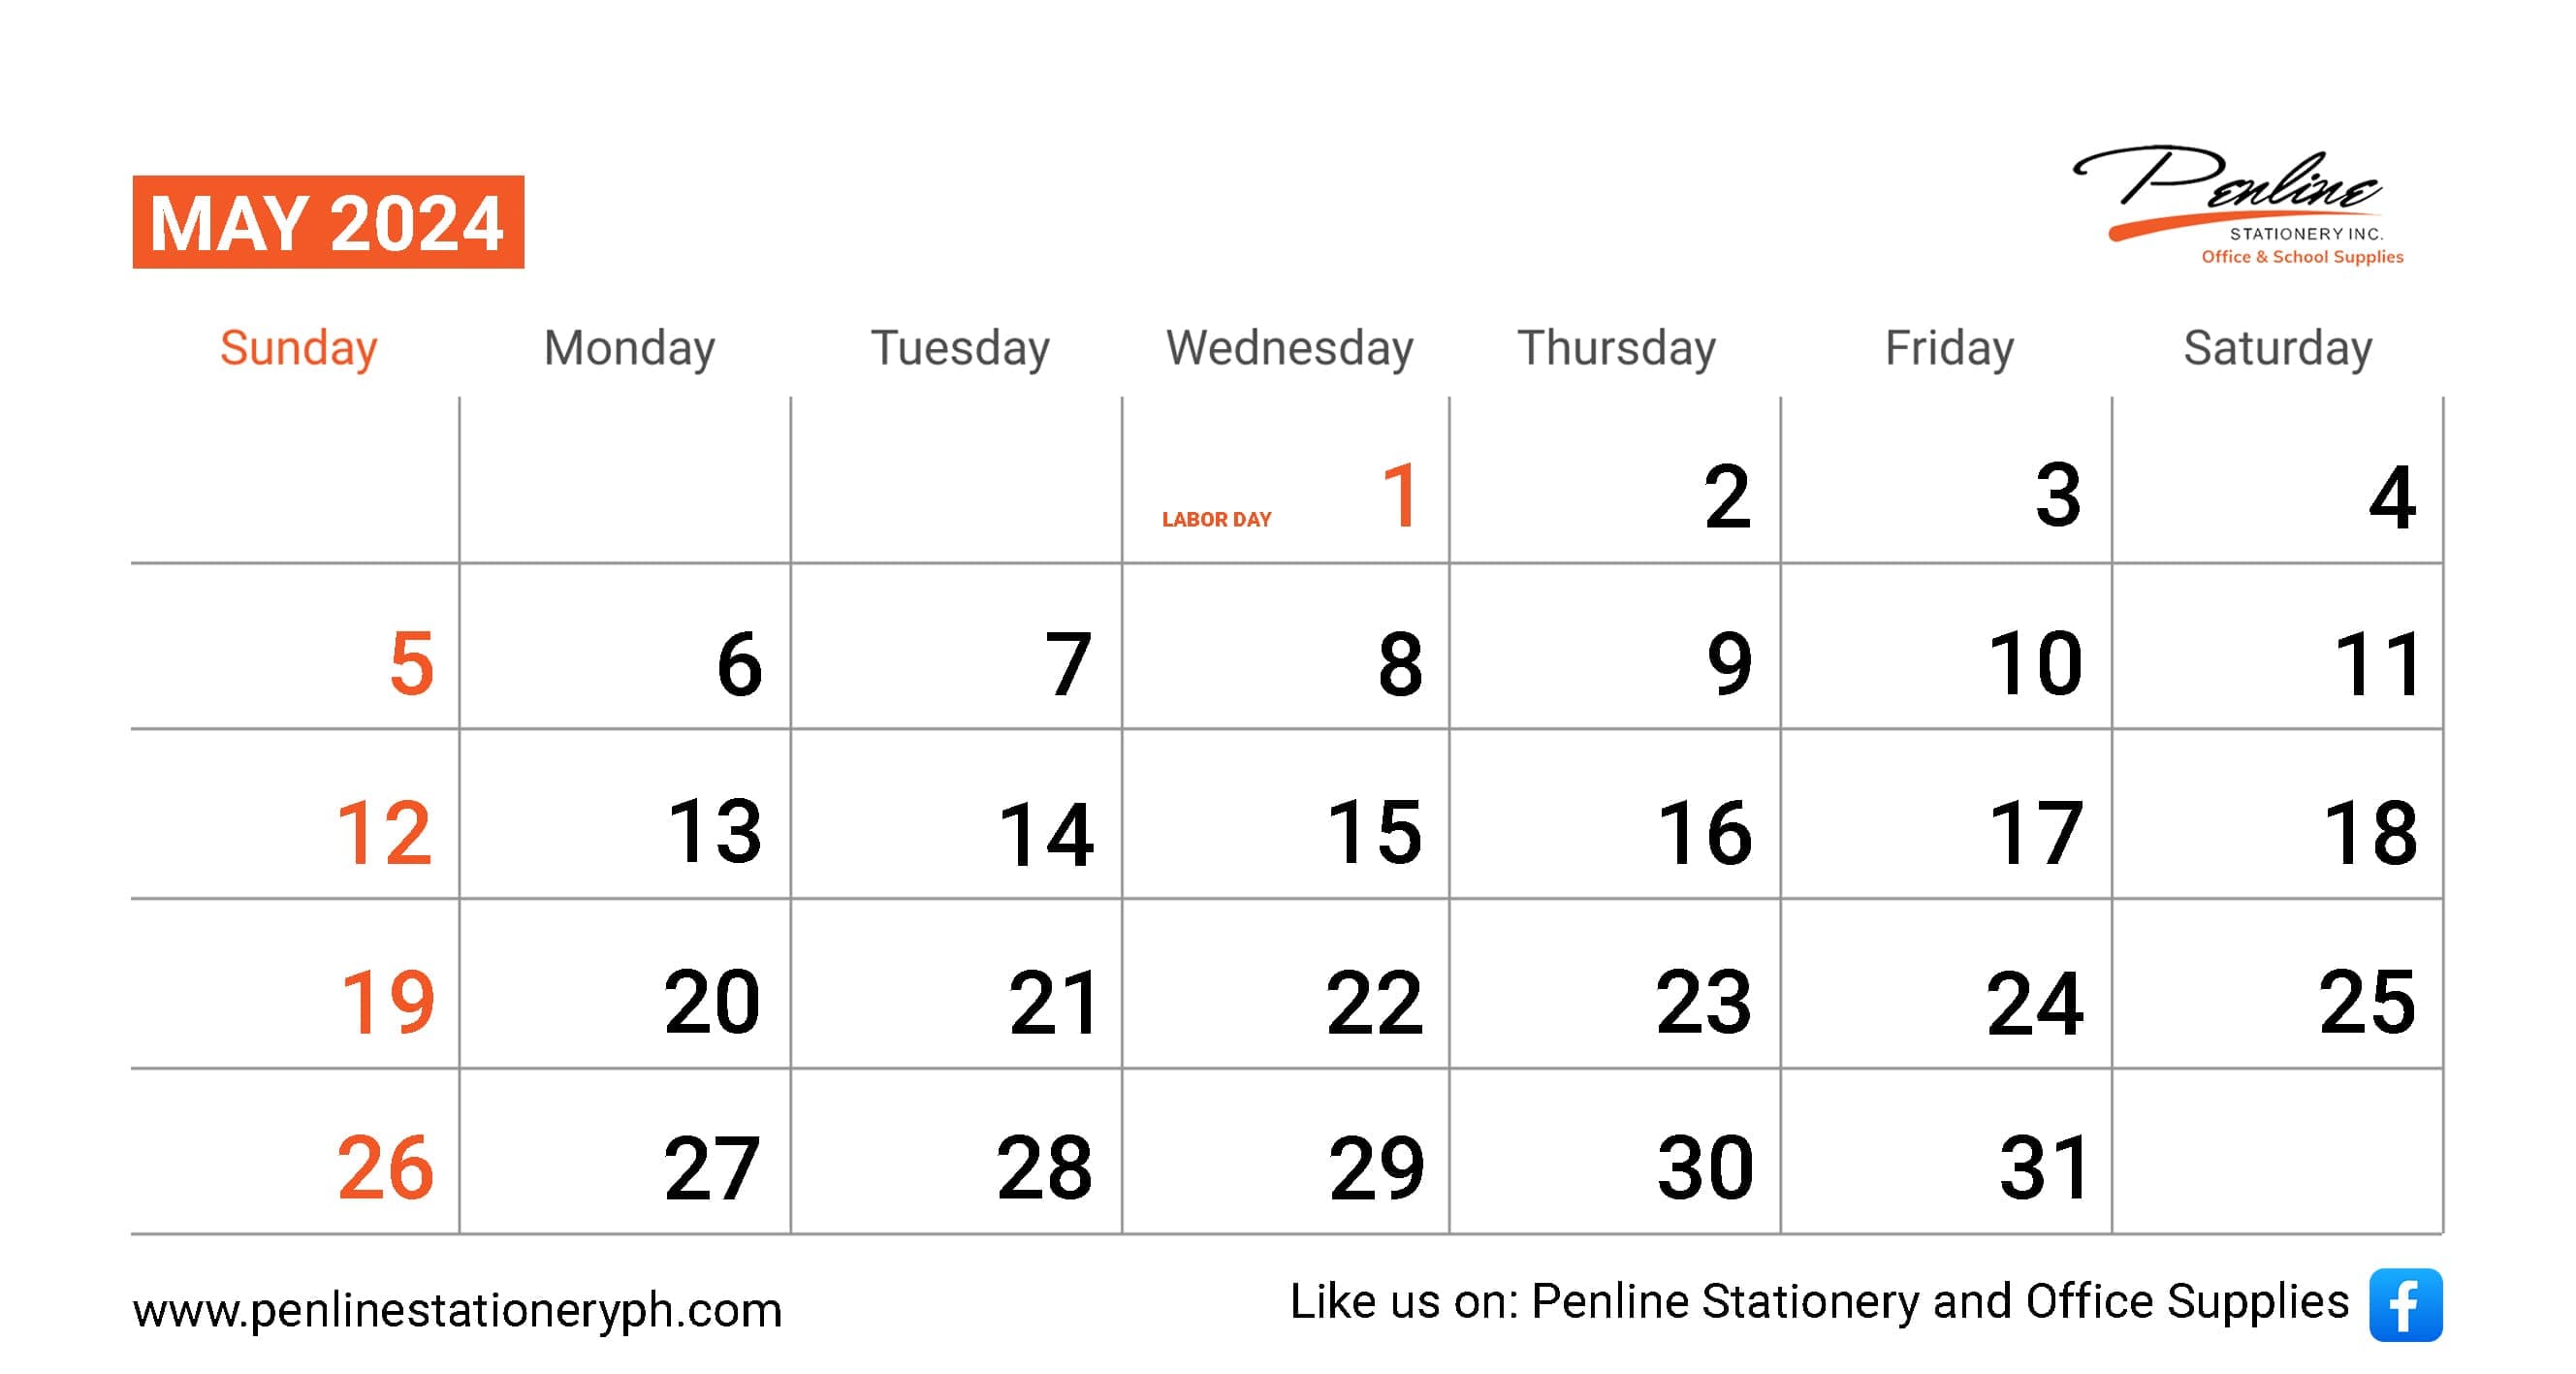 MAY 2024
Penline
STATIONERY INC.
Office & School Supplies
Sunday Monday Tuesday Wednesday Thursday Friday Saturday
LABOR DAY 1 2 3 4
5 6 7 8 9 10 11
12 13 14 15 16 17 18
19 20 21 22 23 24 25
26 27 28 29 30 31
www.penlinestationeryph.com
Like us on: Penline Stationery and Office Supplies f